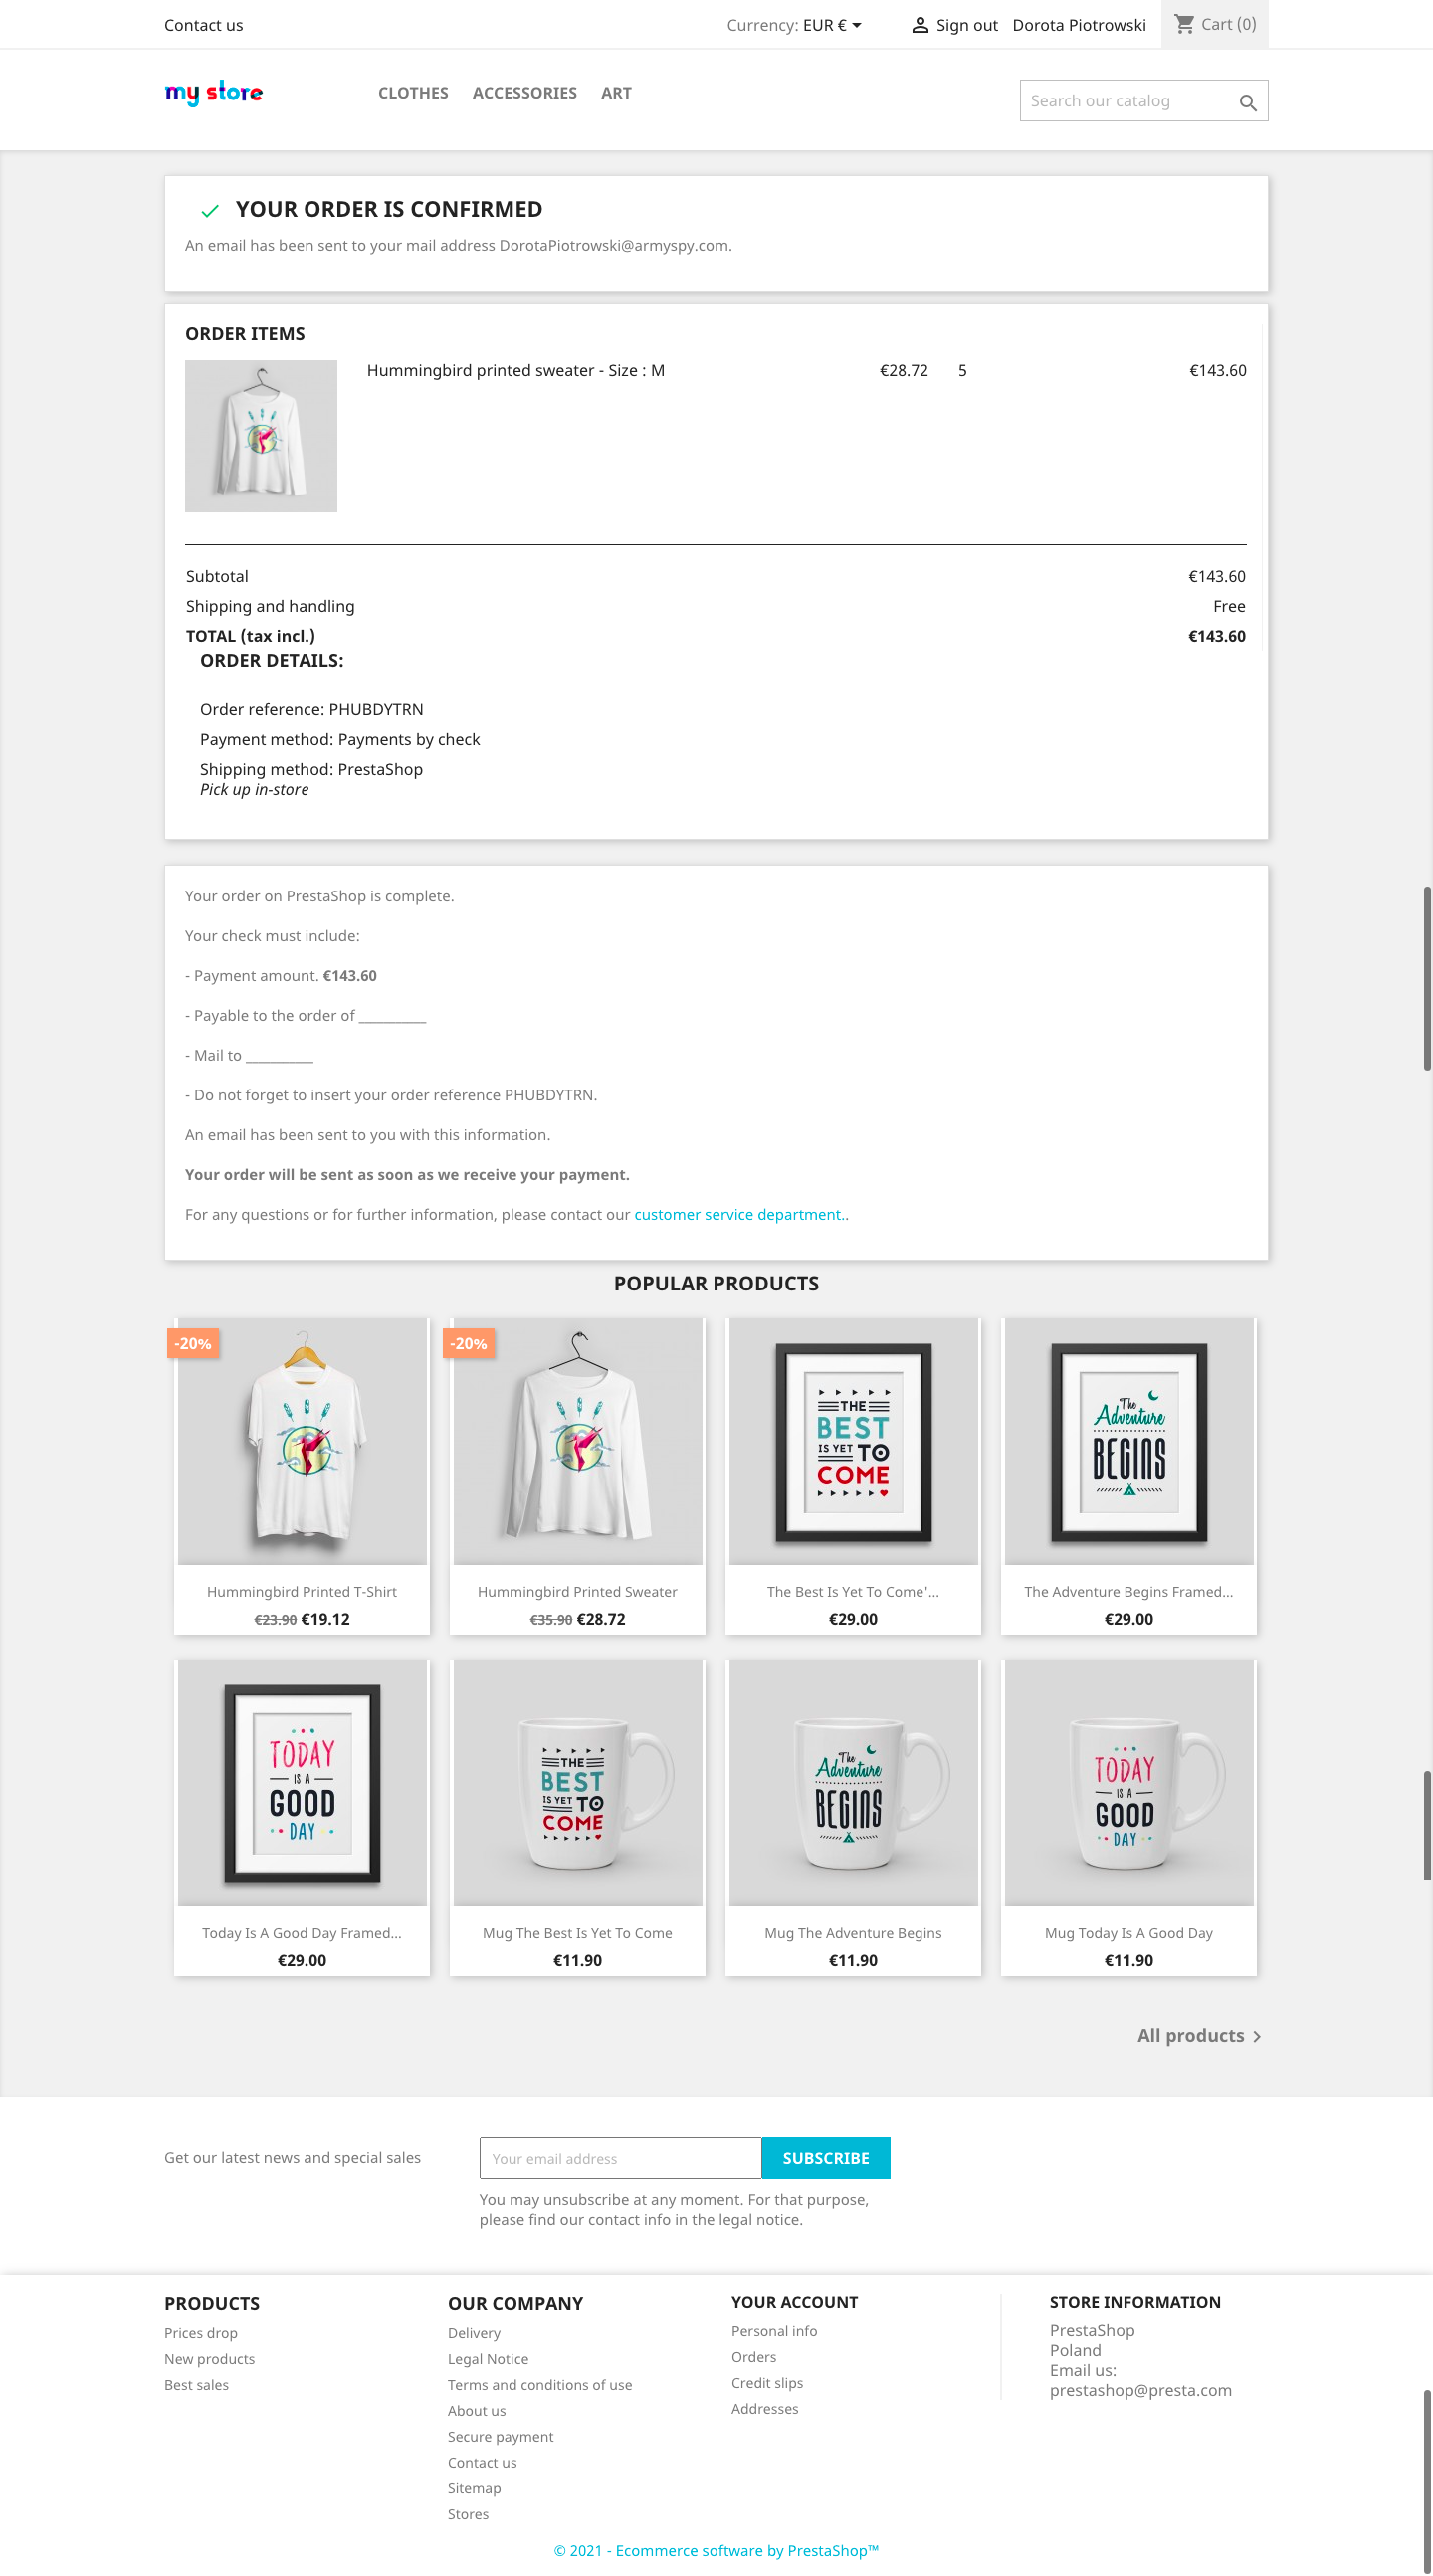 Contact us
Currency: EUR €
Sign out
Dorota Piotrowski
Cart (0)
my store
CLOTHES
ACCESSORIES
ART
Search our catalog
YOUR ORDER IS CONFIRMED
An email has been sent to your mail address DorotaPiotrowski@armyspy.com.
ORDER ITEMS
Hummingbird printed sweater - Size : M €28.72 5 €143.60
Subtotal €143.60
Shipping and handling Free
TOTAL (tax incl.) €143.60
ORDER DETAILS:
Order reference: PHUBDYTRN
Payment method: Payments by check
Shipping method: PrestaShop
Pick up in-store
Your order on PrestaShop is complete.
Your check must include:
- Payment amount. €143.60
- Payable to the order of __________
- Mail to __________
- Do not forget to insert your order reference PHUBDYTRN.
An email has been sent to you with this information.
Your order will be sent as soon as we receive your payment.
For any questions or for further information, please contact our customer service department..
POPULAR PRODUCTS
-20%
Hummingbird Printed T-Shirt
€23.90 €19.12
-20%
Hummingbird Printed Sweater
€35.90 €28.72
THE
BEST
IS YET TO
COME
The Best Is Yet To Come'...
€29.00
The
Adventure
BEGINS
The Adventure Begins Framed...
€29.00
TODAY
IS A
GOOD
DAY
Today Is A Good Day Framed...
€29.00
THE
BEST
IS YET TO
COME
Mug The Best Is Yet To Come
€11.90
The
Adventure
BEGINS
Mug The Adventure Begins
€11.90
TODAY
IS A
GOOD
DAY
Mug Today Is A Good Day
€11.90
All products
Get our latest news and special sales
Your email address
SUBSCRIBE
You may unsubscribe at any moment. For that purpose,
please find our contact info in the legal notice.
PRODUCTS
Prices drop
New products
Best sales
OUR COMPANY
Delivery
Legal Notice
Terms and conditions of use
About us
Secure payment
Contact us
Sitemap
Stores
YOUR ACCOUNT
Personal info
Orders
Credit slips
Addresses
STORE INFORMATION
PrestaShop
Poland
Email us:
prestashop@presta.com
© 2021 - Ecommerce software by PrestaShop™